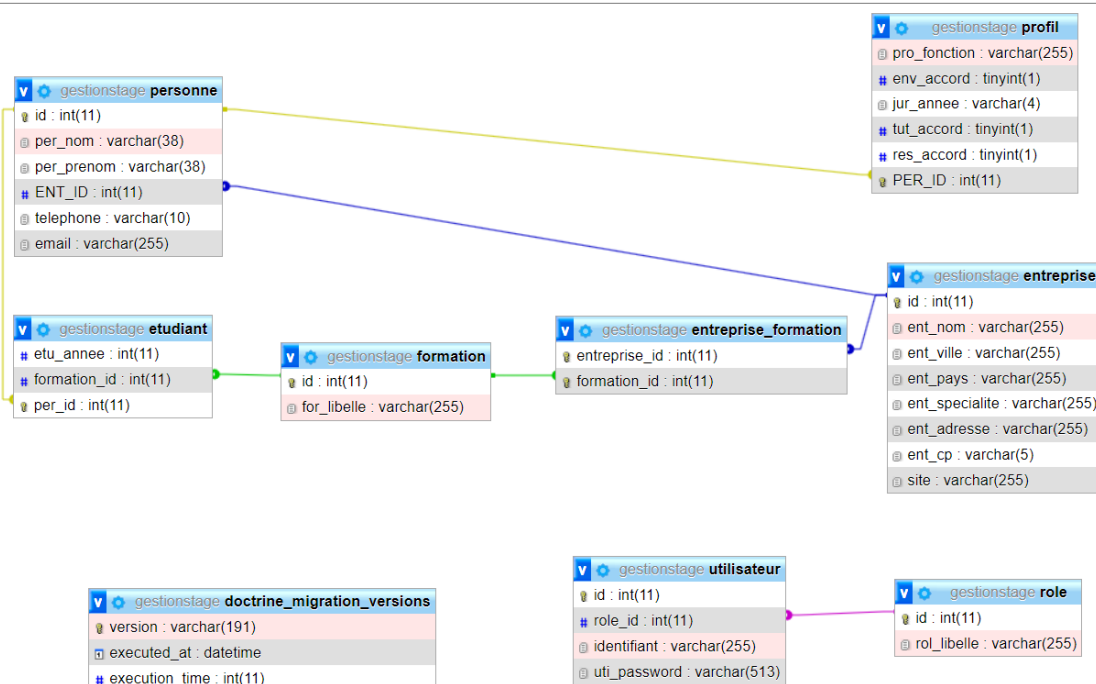 gestionstage profil
pro_fonction : varchar(255)
env_accord : tinyint(1)
jur_annee : varchar(4)
tut_accord : tinyint(1)
res_accord : tinyint(1)
PER_ID : int(11)
gestionstage personne
id : int(11)
per_nom : varchar(38)
per_prenom : varchar(38)
ENT_ID : int(11)
telephone : varchar(10)
email : varchar(255)
gestionstage entreprise
id : int(11)
ent_nom : varchar(255)
ent_ville : varchar(255)
ent_pays : varchar(255)
ent_specialite : varchar(255)
ent_adresse : varchar(255)
ent_cp : varchar(5)
site : varchar(255)
gestionstage etudiant
etu_annee : int(11)
formation_id : int(11)
per_id : int(11)
gestionstage formation
id : int(11)
for_libelle : varchar(255)
gestionstage entreprise_formation
entreprise_id : int(11)
formation_id : int(11)
gestionstage doctrine_migration_versions
version : varchar(191)
executed_at : datetime
execution_time : int(11)
gestionstage utilisateur
id : int(11)
role_id : int(11)
identifiant : varchar(255)
uti_password : varchar(513)
gestionstage role
id : int(11)
rol_libelle : varchar(255)